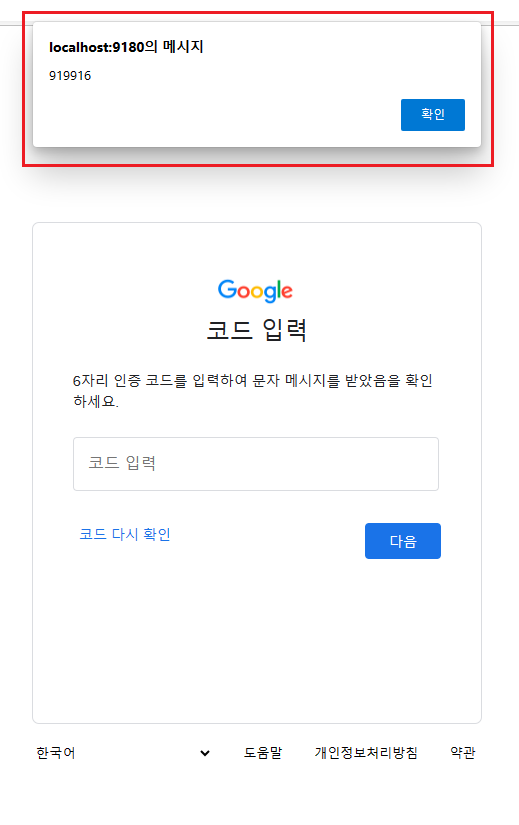 localhost:9180의 메시지
919916
확인
Google
코드 입력
6자리 인증 코드를 입력하여 문자 메시지를 받았음을 확인
하세요.
코드 입력
코드 다시 확인
다음
한국어
도움말
개인정보처리방침
약관